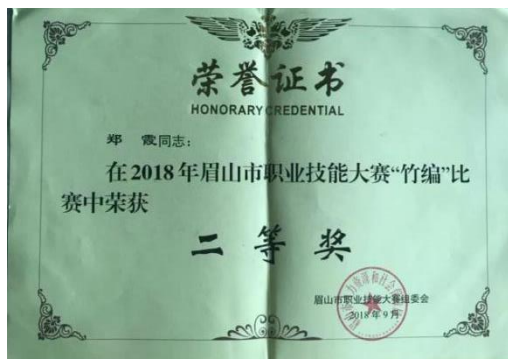 荣誉证书
HONORARY CREDENTIAL
郑 霞同志：
在2018年眉山市职业技能大赛“竹编”比
赛中荣获
二等奖
眉山市职业技能大赛组委会
2018年9月